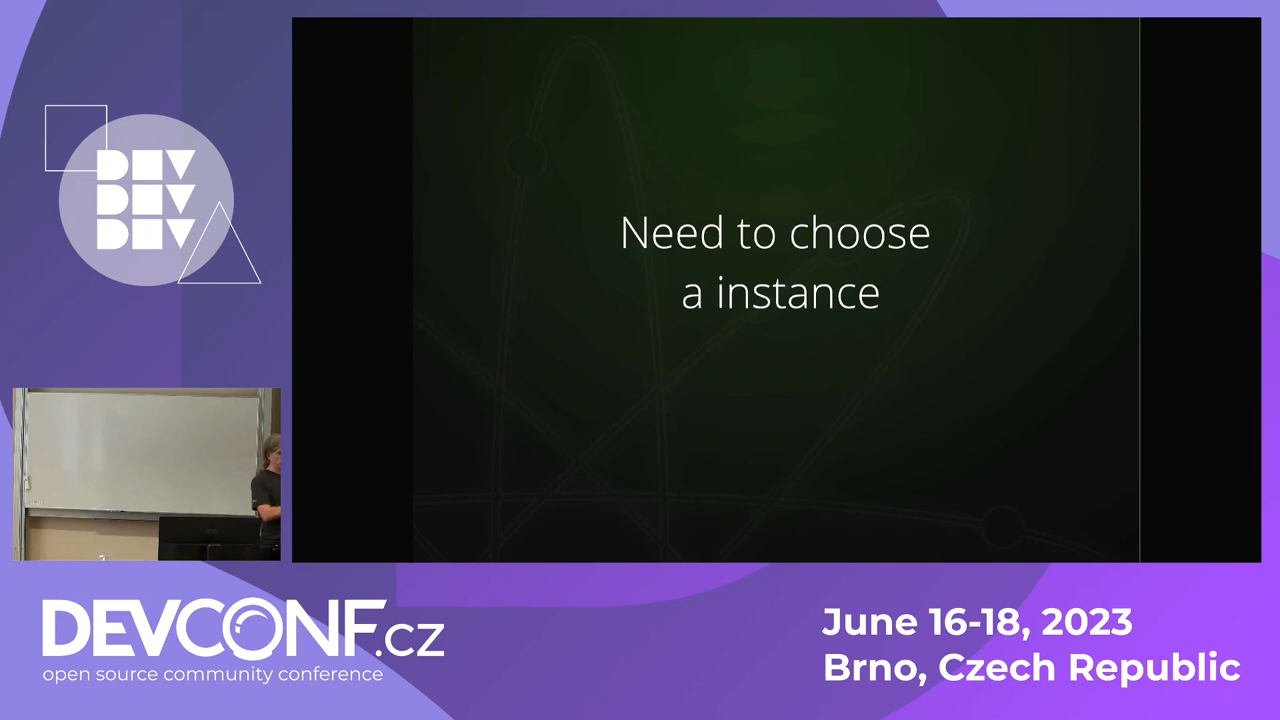 DEV
DEV
DEV
Need to choose
a instance
DEVCONF.cz
open source community conference
June 16-18, 2023
Brno, Czech Republic